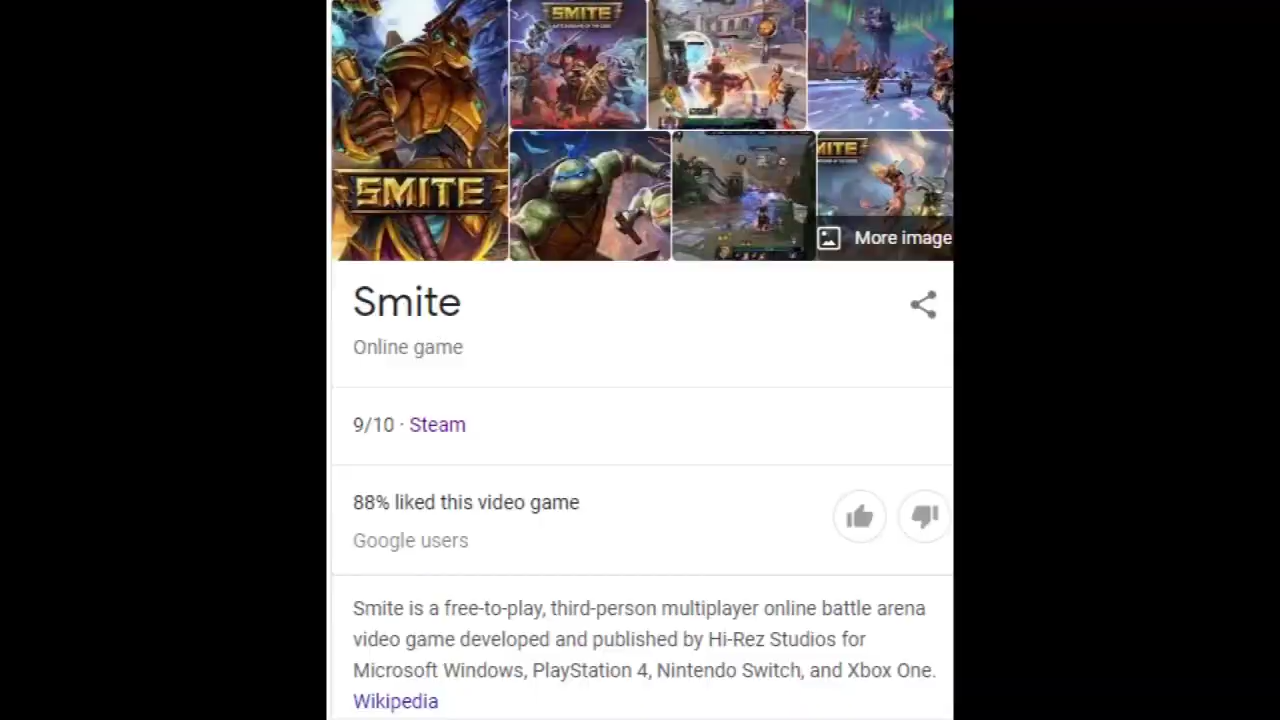 SMITE
SMITE
MITE
More image
Smite
Online game
9/10 · Steam
88% liked this video game
Google users
Smite is a free-to-play, third-person multiplayer online battle arena
video game developed and published by Hi-Rez Studios for
Microsoft Windows, PlayStation 4, Nintendo Switch, and Xbox One.
Wikipedia